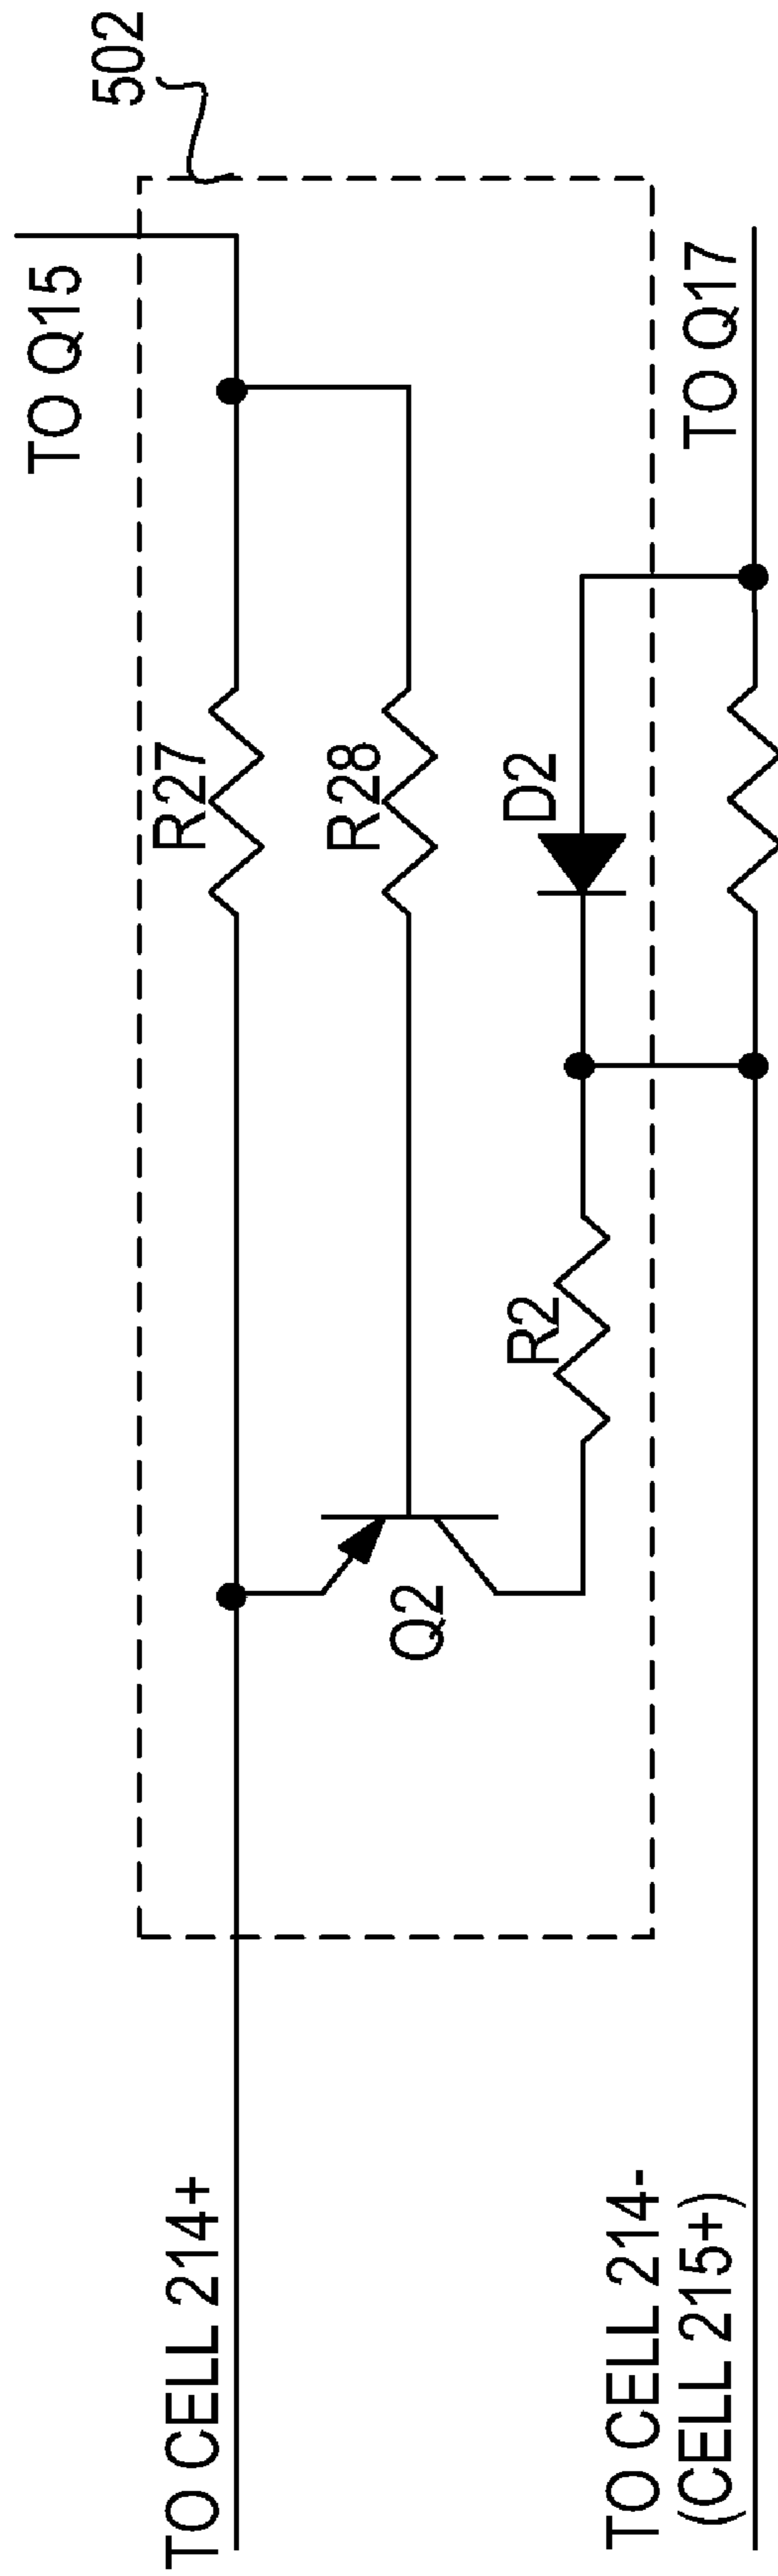 502
TO Q15
R27
R28
D2
TO Q17
R2
Q2
TO CELL 214+
TO CELL 214-
(CELL 215+)